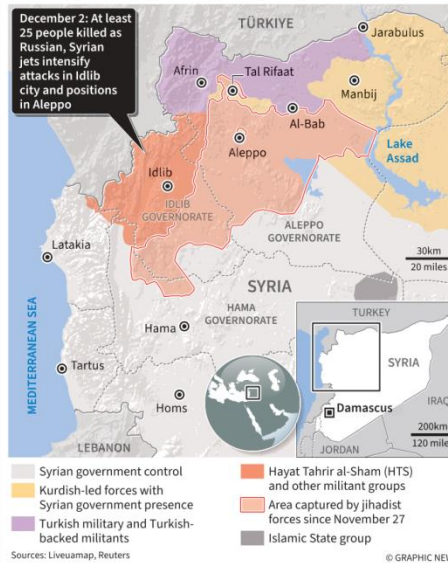 TÜRKİYE
December 2: At least
25 people killed as
Russian, Syrian
jets intensify
attacks in Idlib
city and positions
in Aleppo
Jarabulus
Afrin
Tal Rifaat
Manbij
Al-Bab
Aleppo
Lake
Assad
Idlib
IDLIB
GOVERNORATE
ALEPPO
GOVERNORATE
Latakia
30km
20 miles
SYRIA
MEDITERRANEAN SEA
HAMA
GOVERNORATE
Hama
TURKEY
Tartus
SYRIA
Homs
Damascus
IRAQ
LEBANON
JORDAN
200km
120 miles
Syrian government control
Kurdish-led forces with
Syrian government presence
Turkish military and Turkish-
backed militants
Hayat Tahrir al-Sham (HTS)
and other militant groups
Area captured by jihadist
forces since November 27
Islamic State group
Sources: Liveuamap, Reuters
© GRAPHIC NEW